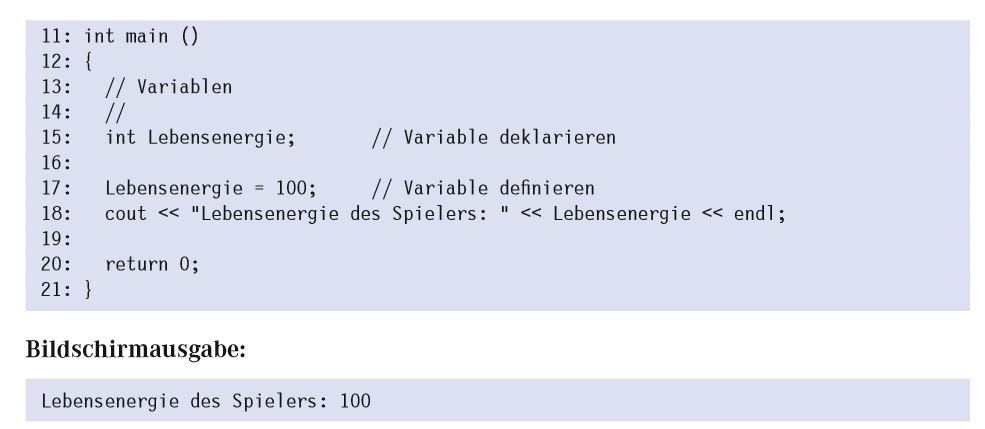 11: int main ()
12: {
13:   // Variablen
14:   //
15:   int Lebensenergie;       // Variable deklarieren
16:
17:   Lebensenergie = 100;     // Variable definieren
18:   cout << "Lebensenergie des Spielers: " << Lebensenergie << endl;
19:
20:   return 0;
21: }
Bildschirmausgabe:
Lebensenergie des Spielers: 100